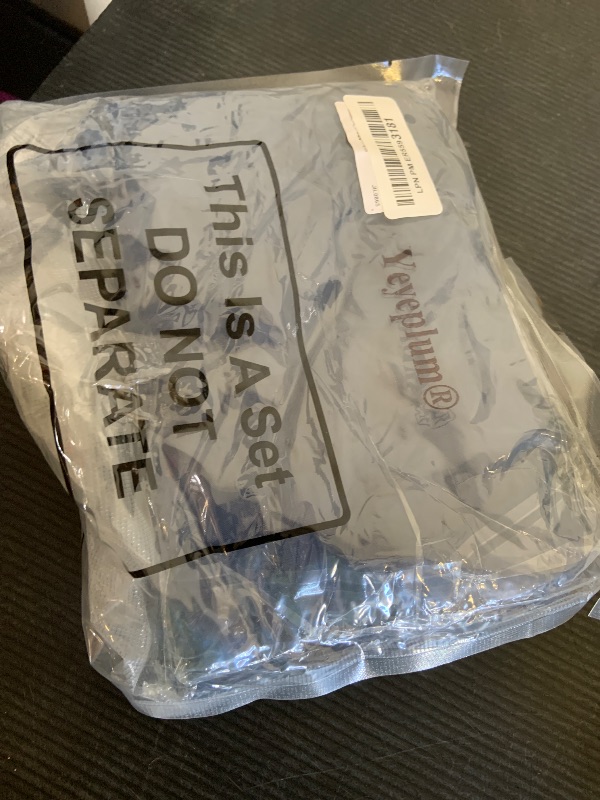 This Is A Set
DO NOT
SEPARATE
Yeyeplum®